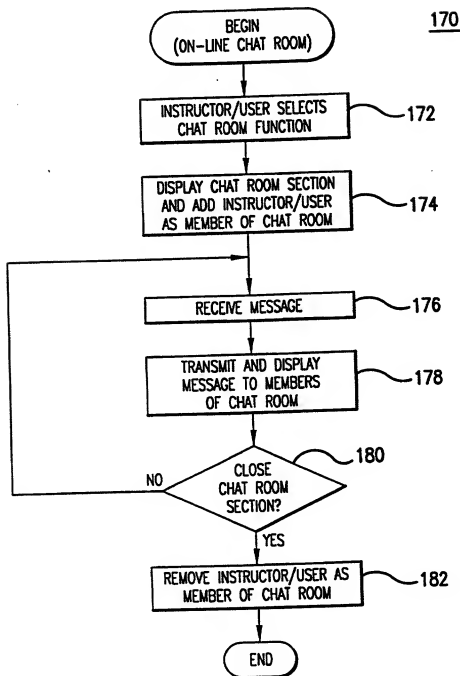 BEGIN
(ON-LINE CHAT ROOM)
170
INSTRUCTOR/USER SELECTS
CHAT ROOM FUNCTION
172
DISPLAY CHAT ROOM SECTION
AND ADD INSTRUCTOR/USER
AS MEMBER OF CHAT ROOM
174
RECEIVE MESSAGE
176
TRANSMIT AND DISPLAY
MESSAGE TO MEMBERS
OF CHAT ROOM
178
180
CLOSE
CHAT ROOM
SECTION?
NO
YES
REMOVE INSTRUCTOR/USER AS
MEMBER OF CHAT ROOM
182
END